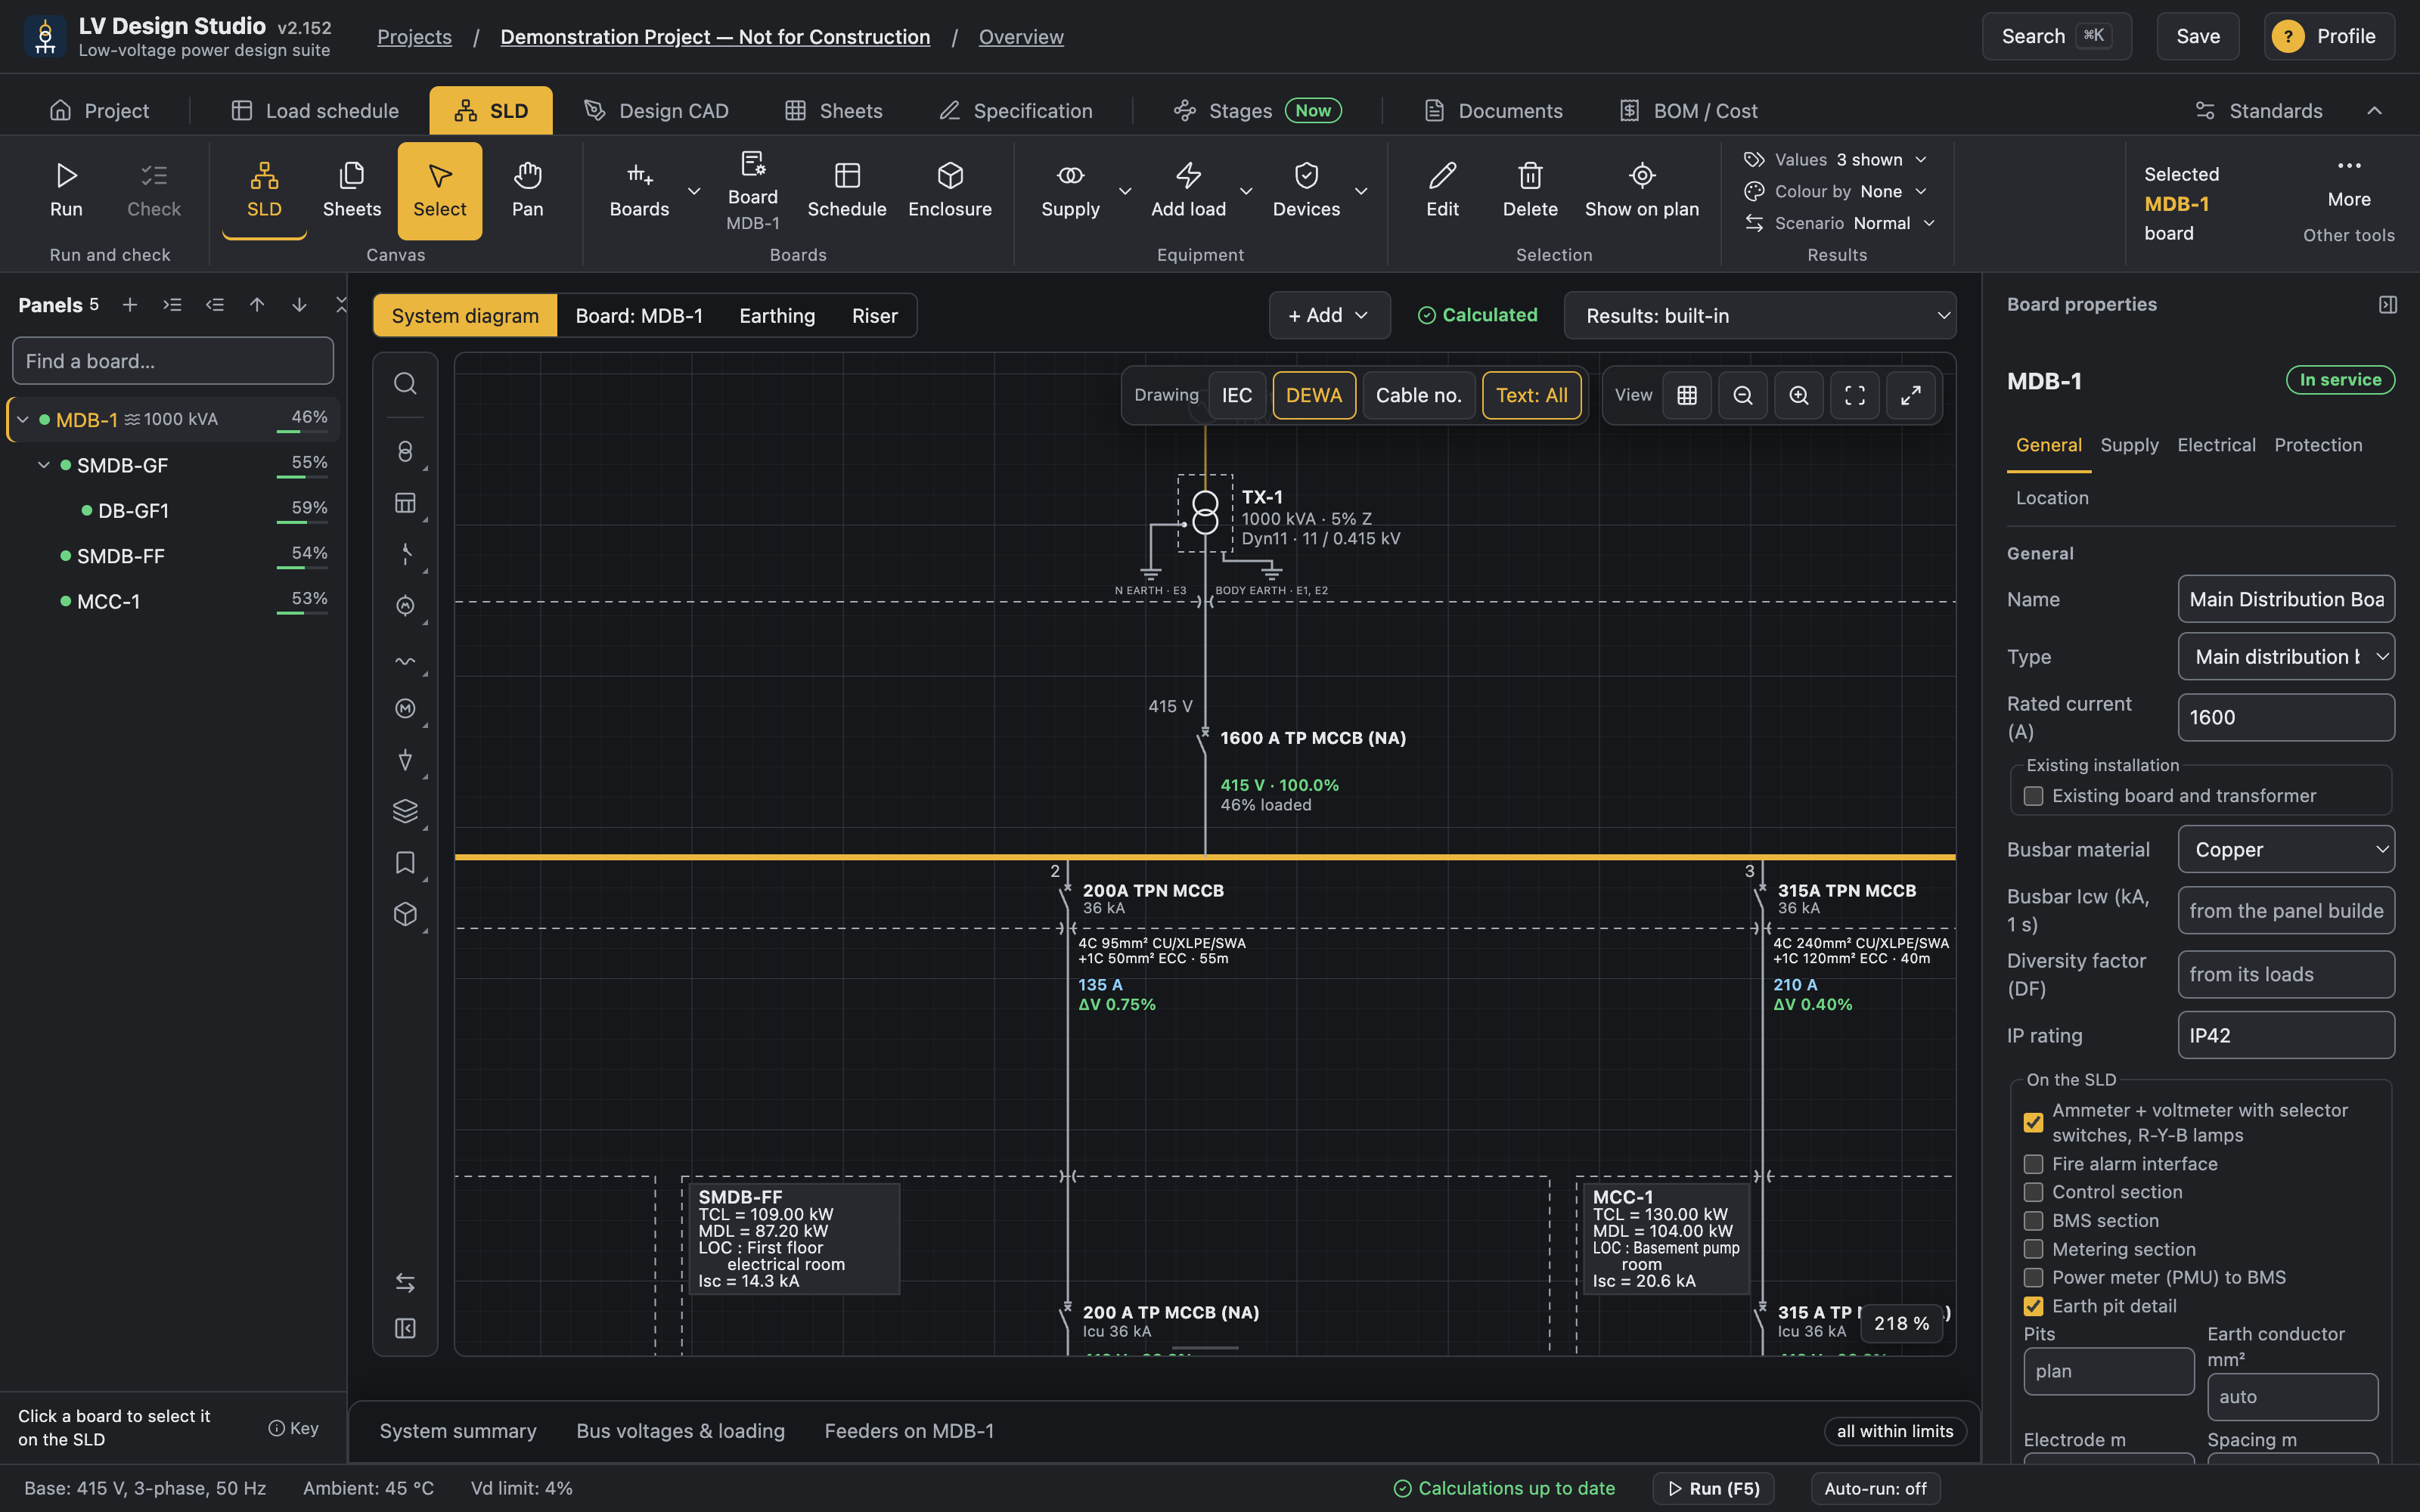 LV Design Studio v2.152
Low-voltage power design suite
Projects / Demonstration Project — Not for Construction / Overview
Search ⌘K
Save
? Profile
Project
Load schedule
SLD
Design CAD
Sheets
Specification
Stages Now
Documents
BOM / Cost
Standards
Run
Check
Run and check
SLD
Sheets
Select
Pan
Canvas
Boards
Board
MDB-1
Schedule
Enclosure
Boards
Supply
Add load
Devices
Equipment
Edit
Delete
Show on plan
Selection
Values 3 shown
Colour by None
Scenario Normal
Results
Selected
MDB-1
board
More
Other tools
Panels 5
Find a board...
MDB-1 1000 kVA 46%
SMDB-GF 55%
DB-GF1 59%
SMDB-FF 54%
MCC-1 53%
Click a board to select it
on the SLD
Key
System diagram
Board: MDB-1
Earthing
Riser
+ Add
Calculated
Results: built-in
Drawing IEC DEWA Cable no. Text: All
View
TX-1
1000 kVA · 5% Z
Dyn11 · 11 / 0.415 kV
N EARTH · E3
BODY EARTH · E1, E2
415 V
1600 A TP MCCB (NA)
415 V · 100.0%
46% loaded
2
200A TPN MCCB
36 kA
4C 95mm² CU/XLPE/SWA
+1C 50mm² ECC · 55m
135 A
ΔV 0.75%
3
315A TPN MCCB
36 kA
4C 240mm² CU/XLPE/SWA
+1C 120mm² ECC · 40m
210 A
ΔV 0.40%
SMDB-FF
TCL = 109.00 kW
MDL = 87.20 kW
LOC : First floor
electrical room
Isc = 14.3 kA
200 A TP MCCB (NA)
Icu 36 kA
MCC-1
TCL = 130.00 kW
MDL = 104.00 kW
LOC : Basement pump
room
Isc = 20.6 kA
315 A TP
Icu 36 kA
218 %
System summary
Bus voltages & loading
Feeders on MDB-1
all within limits
Board properties
MDB-1
In service
General
Supply
Electrical
Protection
Location
General
Name Main Distribution Boa
Type Main distribution
Rated current
(A)
1600
Existing installation
Existing board and transformer
Busbar material Copper
Busbar Icw (kA,
1 s)
from the panel builde
Diversity factor
(DF)
from its loads
IP rating IP42
On the SLD
Ammeter + voltmeter with selector
switches, R-Y-B lamps
Fire alarm interface
Control section
BMS section
Metering section
Power meter (PMU) to BMS
Earth pit detail
Pits
plan
Earth conductor
mm²
auto
Electrode m
Spacing m
Base: 415 V, 3-phase, 50 Hz
Ambient: 45 °C
Vd limit: 4%
Calculations up to date
Run (F5)
Auto-run: off